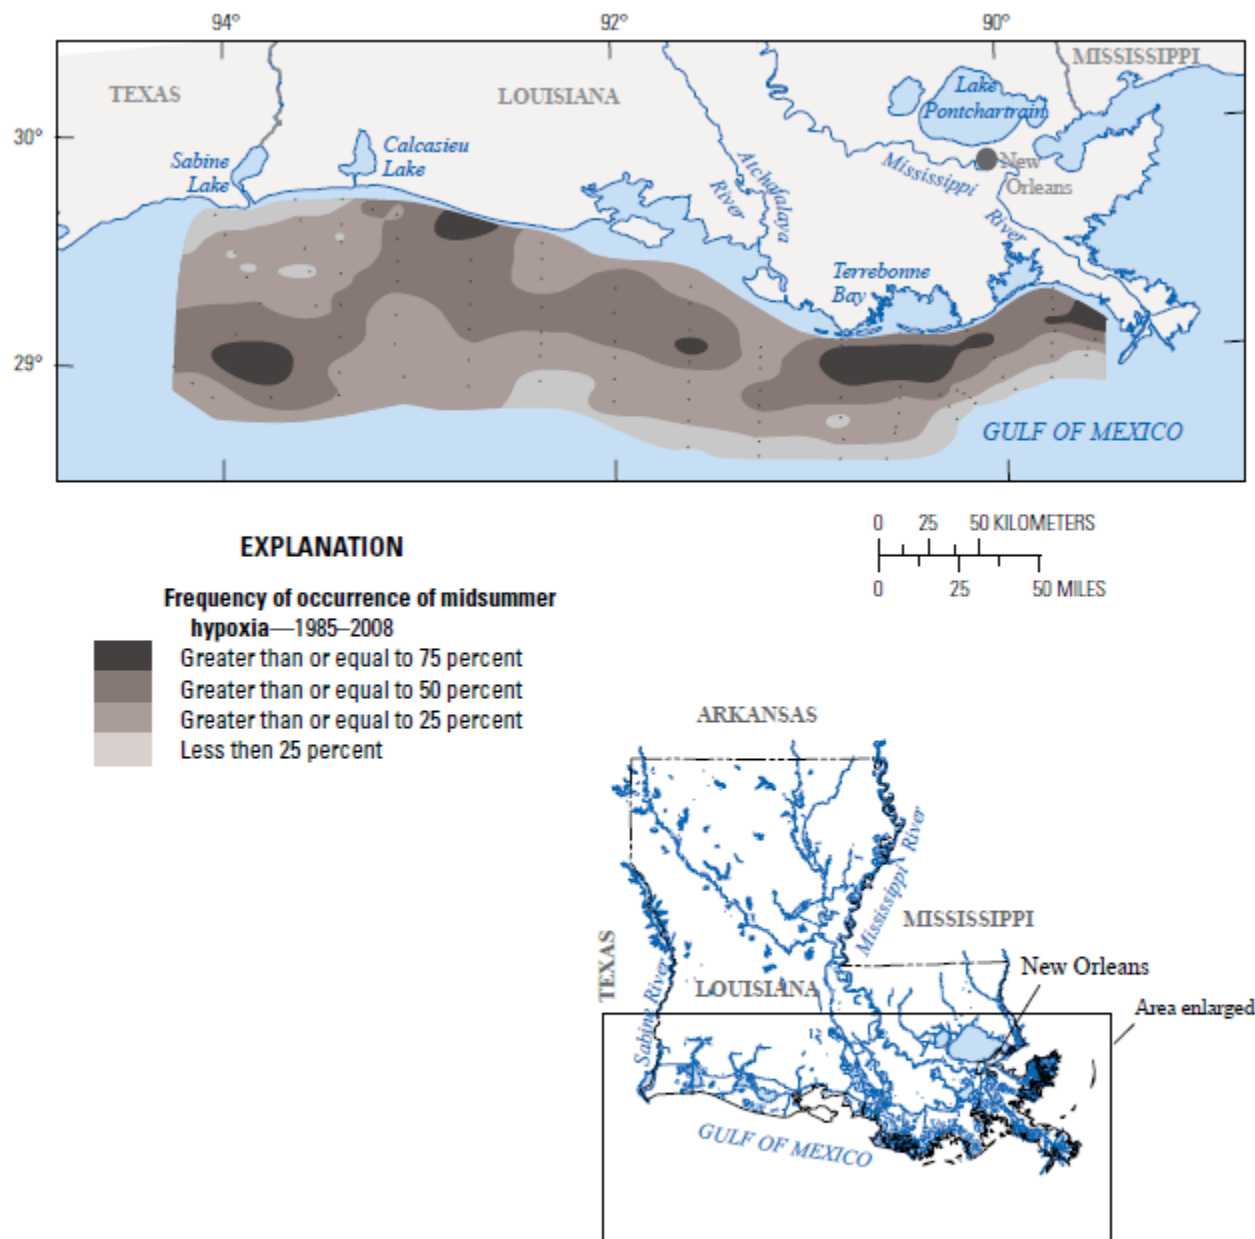 94°
92°
90°
TEXAS
LOUISIANA
MISSISSIPPI
Lake
Pontchartrain
30°
Sabine
Lake
Calcasieu
Lake
Atchafalaya
River
Mississippi
River
New
Orleans
Terrebonne
Bay
29°
GULF OF MEXICO
0 25 50 KILOMETERS
0 25 50 MILES
EXPLANATION
Frequency of occurrence of midsummer
hypoxia—1985–2008
Greater than or equal to 75 percent
Greater than or equal to 50 percent
Greater than or equal to 25 percent
Less then 25 percent
ARKANSAS
Mississippi River
MISSISSIPPI
TEXAS
New Orleans
LOUISIANA
Area enlarged
Sabine River
GULF OF MEXICO